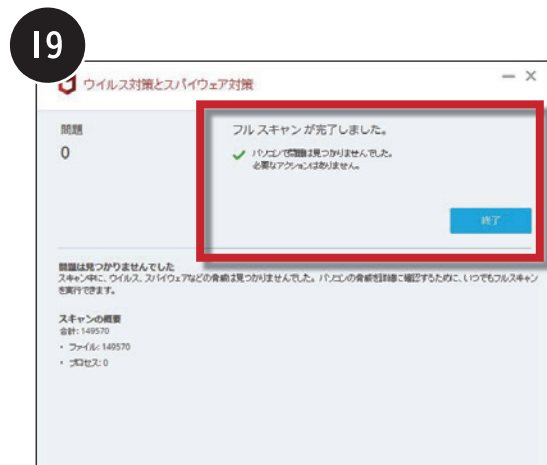 19
ウイルス対策とスパイウェア対策
問題
0
フル スキャン が完了しました。
パソコンで問題は見つかりませんでした。
必要なアクションはありません。
終了
問題は見つかりませんでした
スキャン中に、ウイルス、スパイウェアなどの脅威は見つかりませんでした。パソコンの脅威を詳細に確認するために、いつでもフルスキャン
を実行できます。
スキャンの概要
合計: 149570
・ ファイル: 149570
・ プロセス: 0